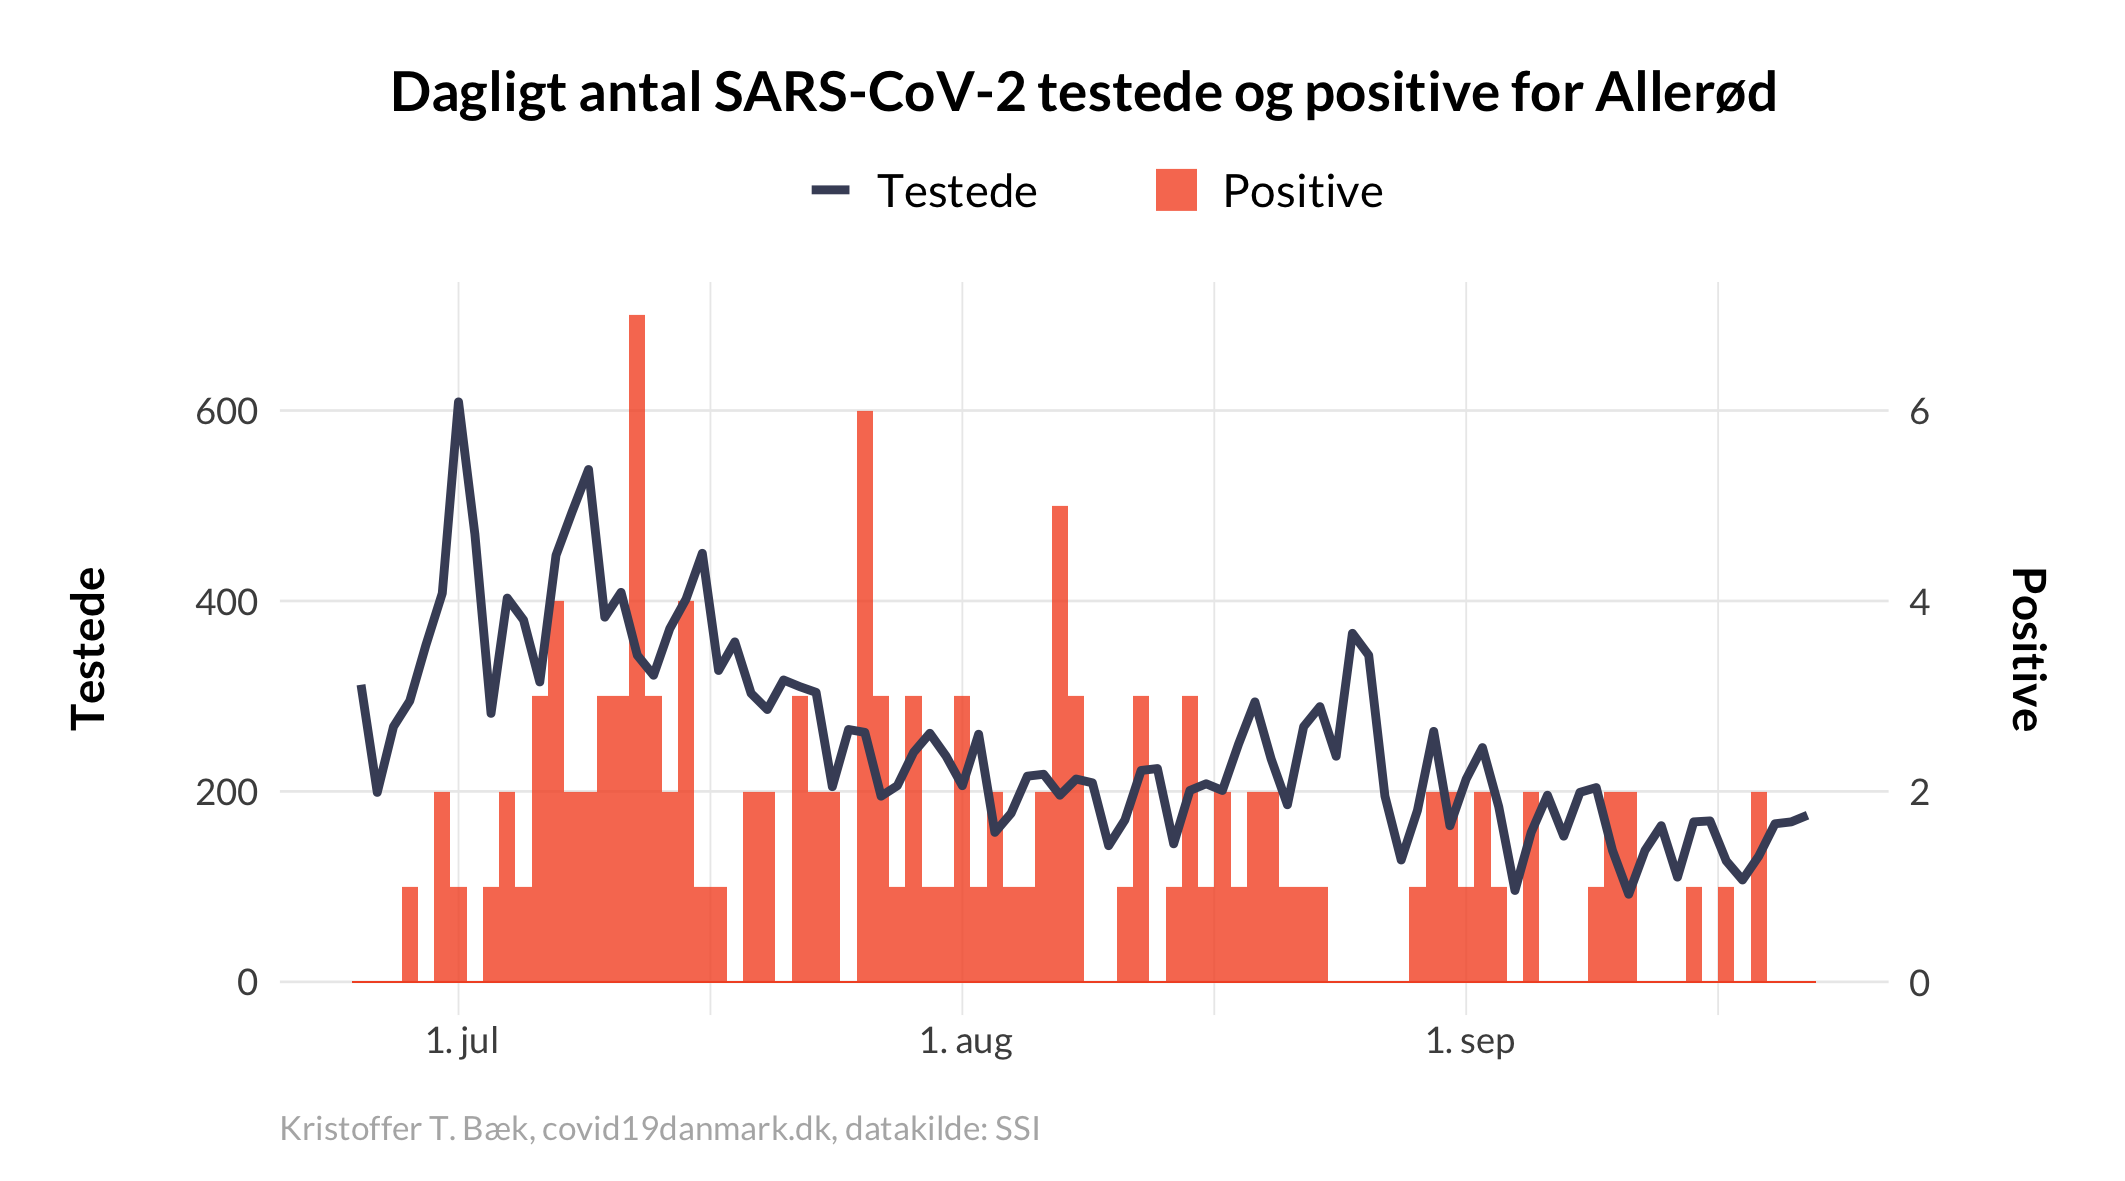 Dagligt antal SARS-CoV-2 testede og positive for Allerød
Testede
Positive
600
400
200
0
6
4
2
0
Testede
Positive
1. jul
1. aug
1. sep
Kristoffer T. Bæk, covid19danmark.dk, datakilde: SSI